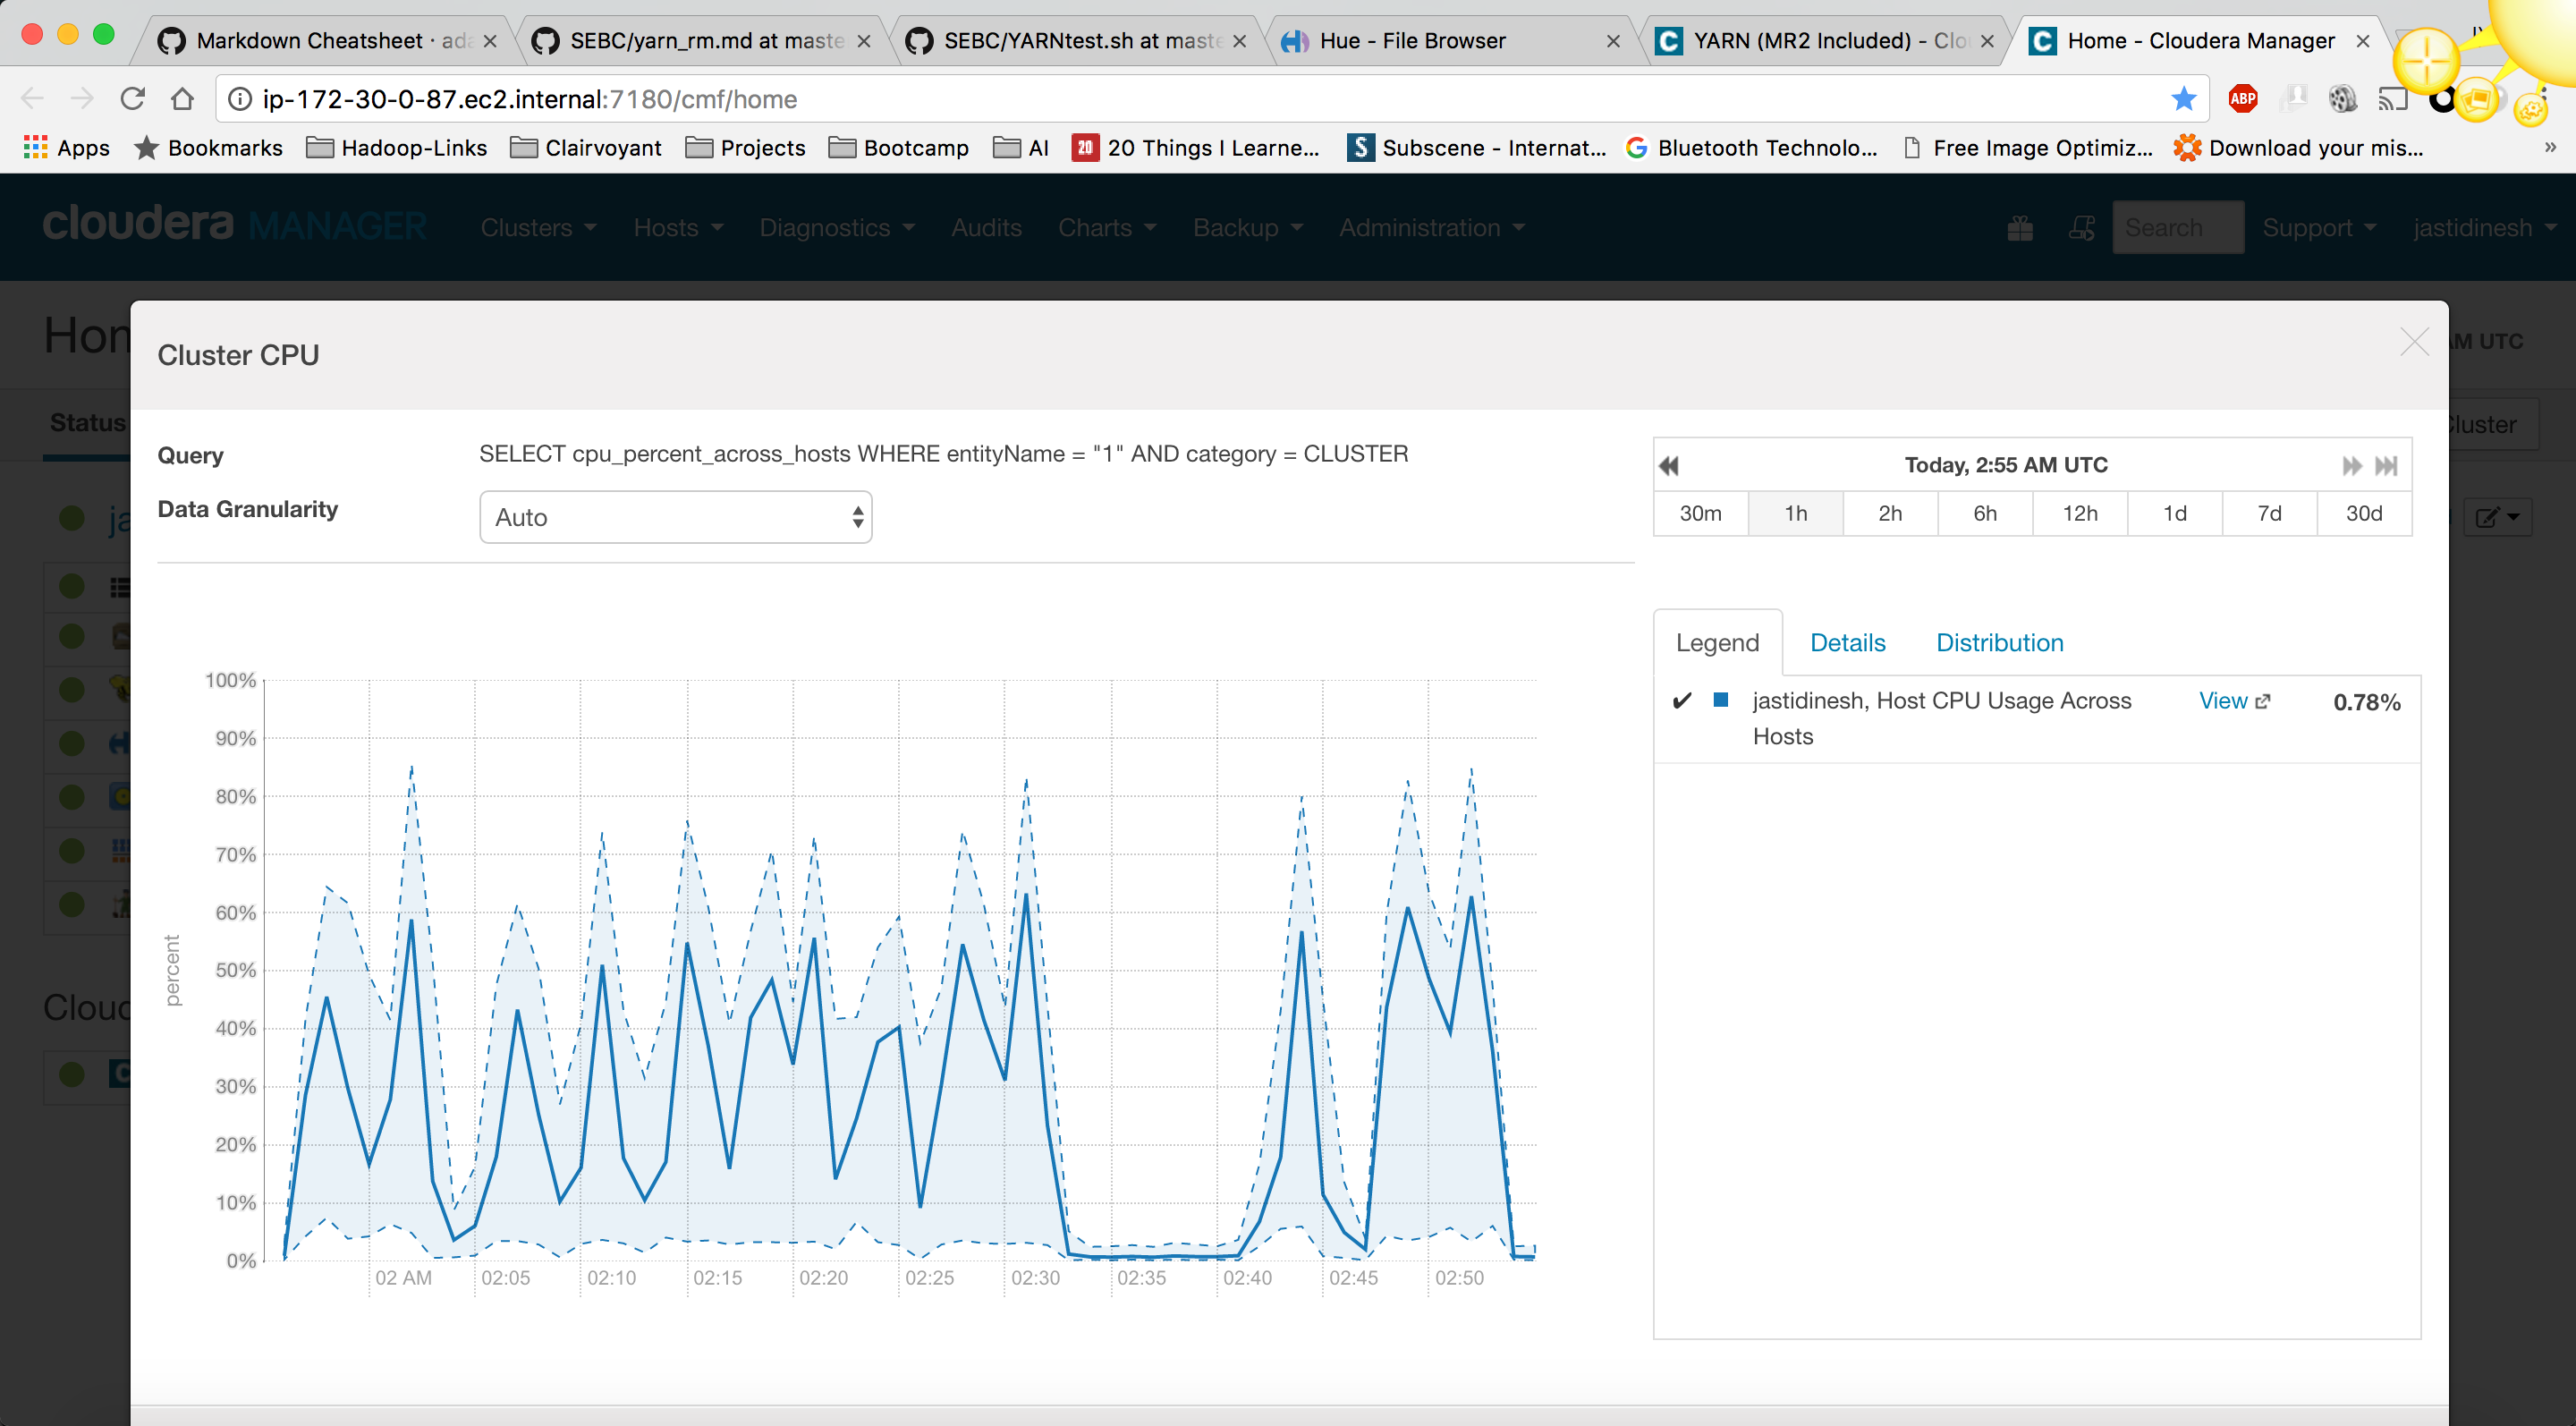 Markdown Cheatsheet · ada
SEBC/yarn_rm.md at maste
SEBC/YARNtest.sh at maste
Hue - File Browser
YARN (MR2 Included) - Clo
Home - Cloudera Manager
ip-172-30-0-87.ec2.internal:7180/cmf/home
ABP
Apps
Bookmarks
Hadoop-Links
Clairvoyant
Projects
Bootcamp
AI
20 20 Things I Learne...
S Subscene - Internat...
Bluetooth Technolo...
Free Image Optimiz...
Download your mis...
»
cloudera MANAGER
Clusters
Hosts
Diagnostics
Audits
Charts
Backup
Administration
Search
Support
jastidinesh
Hom
AM UTC
Cluster CPU
Status
Cluster
Query
SELECT cpu_percent_across_hosts WHERE entityName = "1" AND category = CLUSTER
Data Granularity
Auto
Today, 2:55 AM UTC
30m 1h 2h 6h 12h 1d 7d 30d
ja
Legend
Details
Distribution
jastidinesh, Host CPU Usage Across
Hosts
View
0.78%
Cloud
percent
100%
90%
80%
70%
60%
50%
40%
30%
20%
10%
0%
02 AM 02:05 02:10 02:15 02:20 02:25 02:30 02:35 02:40 02:45 02:50